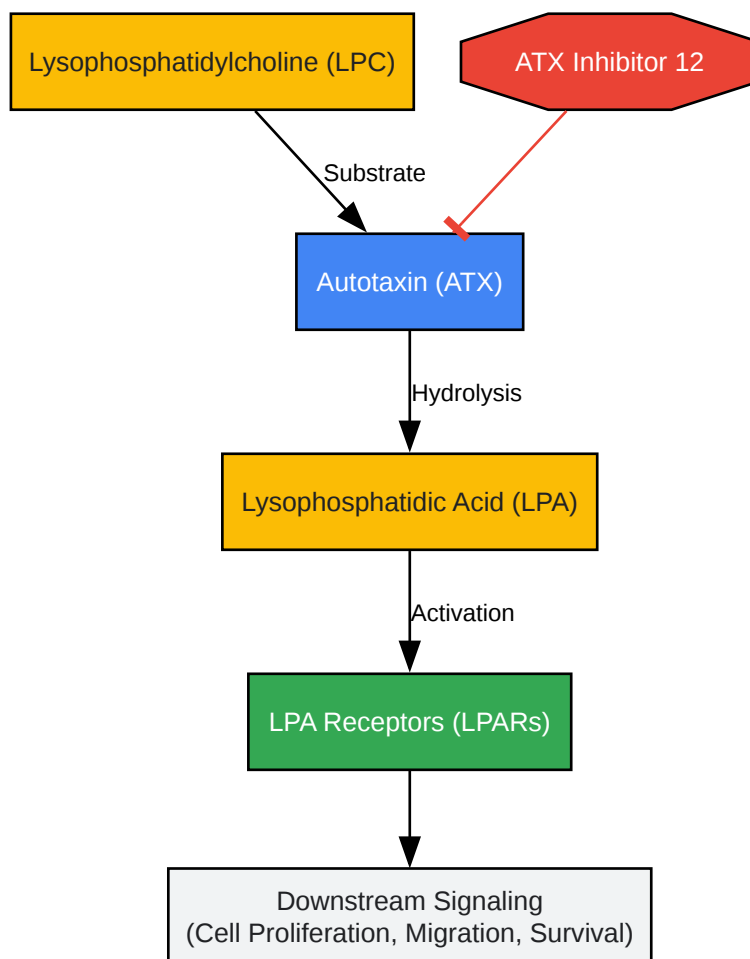 Lysophosphatidylcholine (LPC)
ATX Inhibitor 12
Substrate
Autotaxin (ATX)
Hydrolysis
Lysophosphatidic Acid (LPA)
Activation
LPA Receptors (LPARs)
Downstream Signaling
(Cell Proliferation, Migration, Survival)